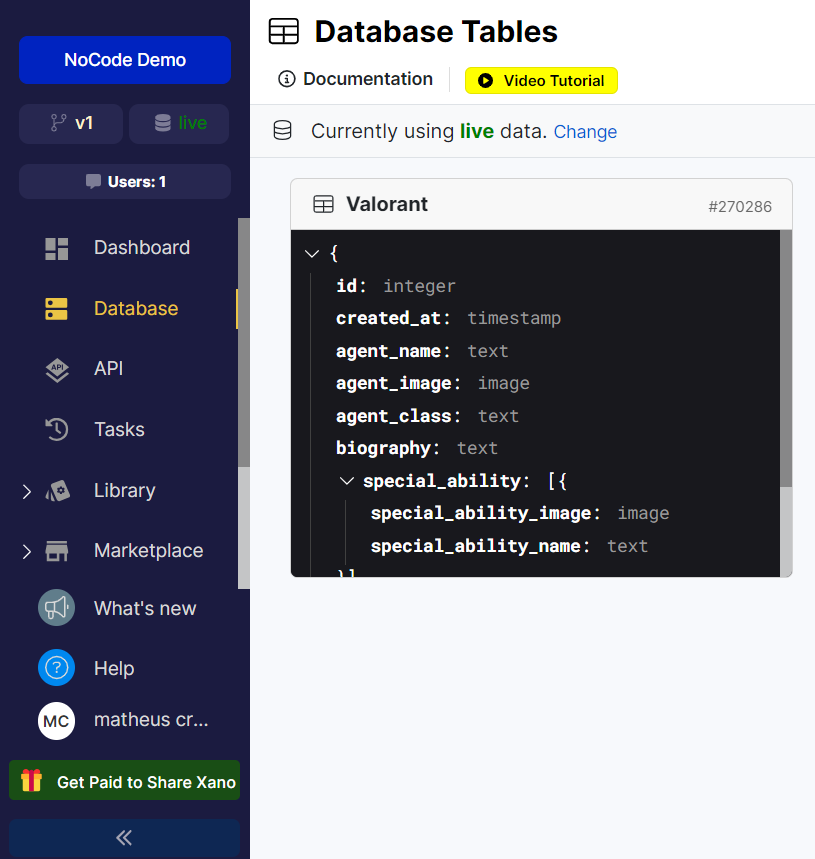 NoCode Demo
v1
live
Users: 1
Dashboard
Database
API
API
Tasks
Library
Marketplace
What's new
? Help
MC matheus cr...
Get Paid to Share Xano
Database Tables
Documentation
Video Tutorial
Currently using live data. Change
Valorant #270286
{
id: integer
created_at: timestamp
agent_name: text
agent_image: image
agent_class: text
biography: text
special_ability: [{
special_ability_image: image
special_ability_name: text
}]